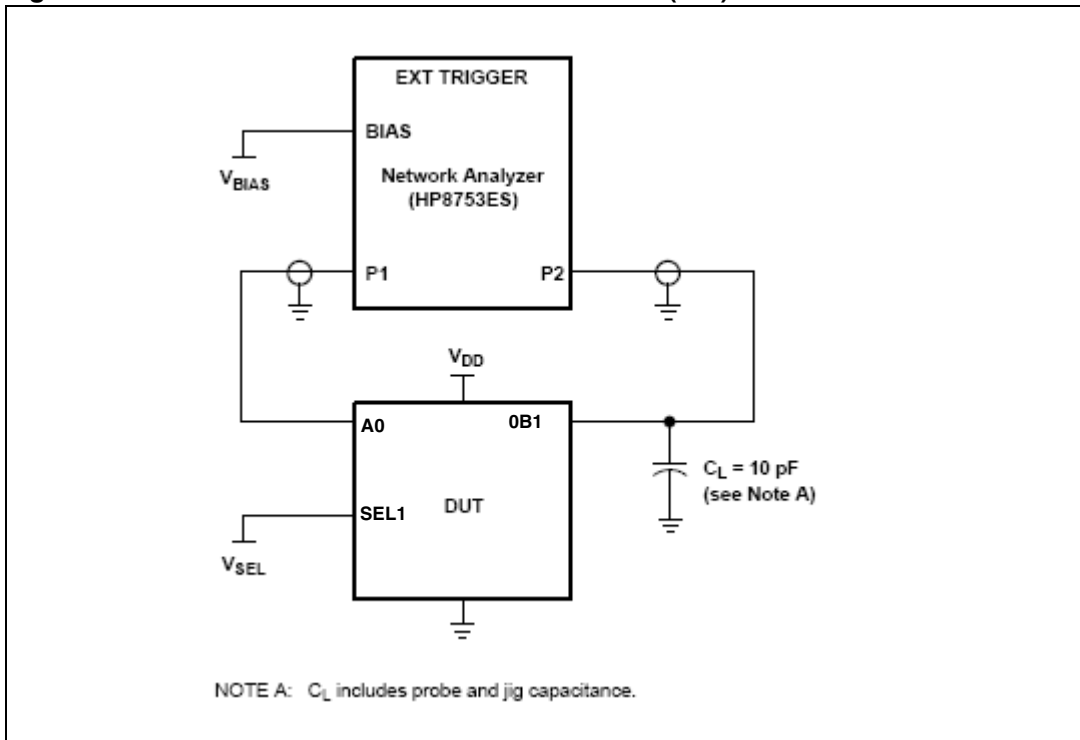 EXT TRIGGER
BIAS
VBIAS
Network Analyzer
(HP8753ES)
P1
P2
VDD
A0
0B1
CL = 10 pF
(see Note A)
SEL1
DUT
VSEL
NOTE A: CL includes probe and jig capacitance.